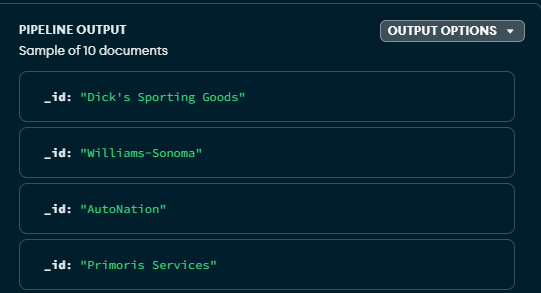 PIPELINE OUTPUT
OUTPUT OPTIONS
Sample of 10 documents
_id: "Dick's Sporting Goods"
_id: "Williams-Sonoma"
_id: "AutoNation"
_id: "Primoris Services"